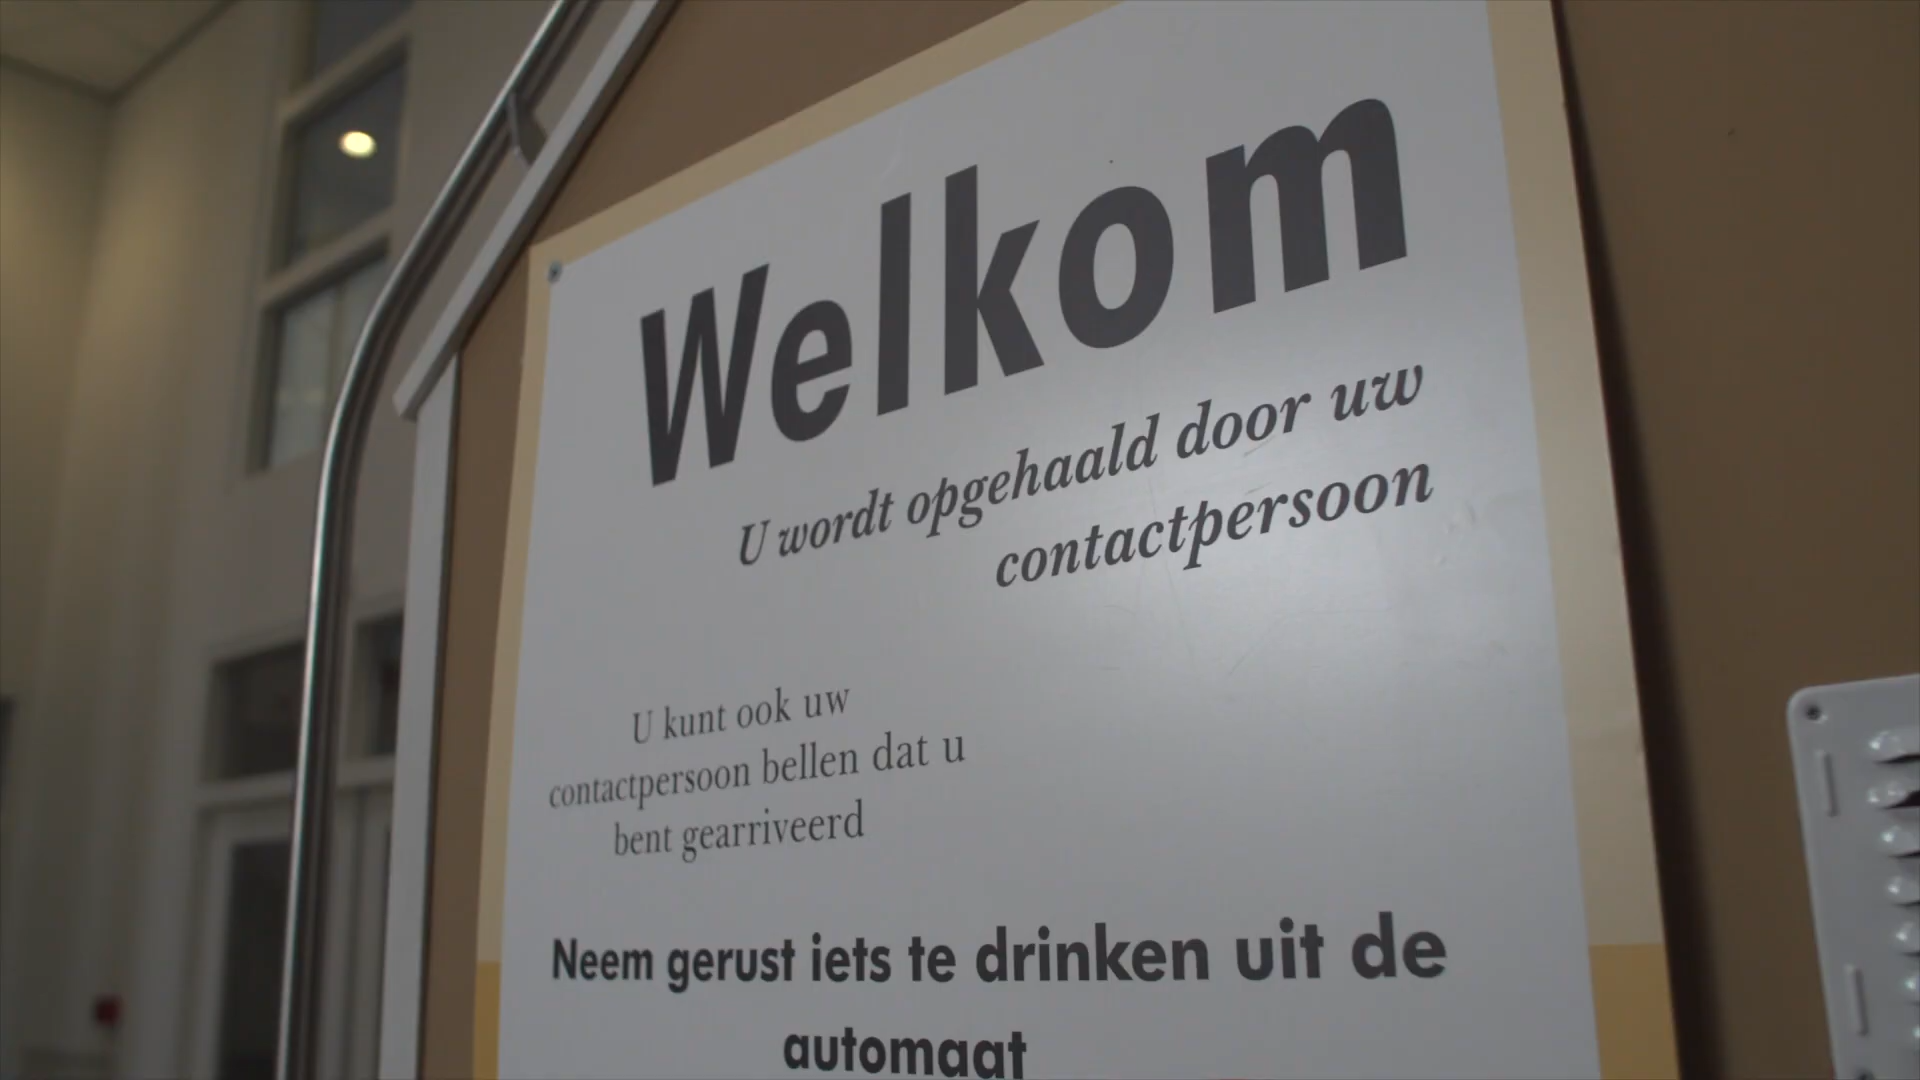 Welkom
U wordt opgehaald door uw
contactpersoon
U kunt ook uw
contactpersoon bellen dat u
bent gearriveerd
Neem gerust iets te drinken uit de
automaat